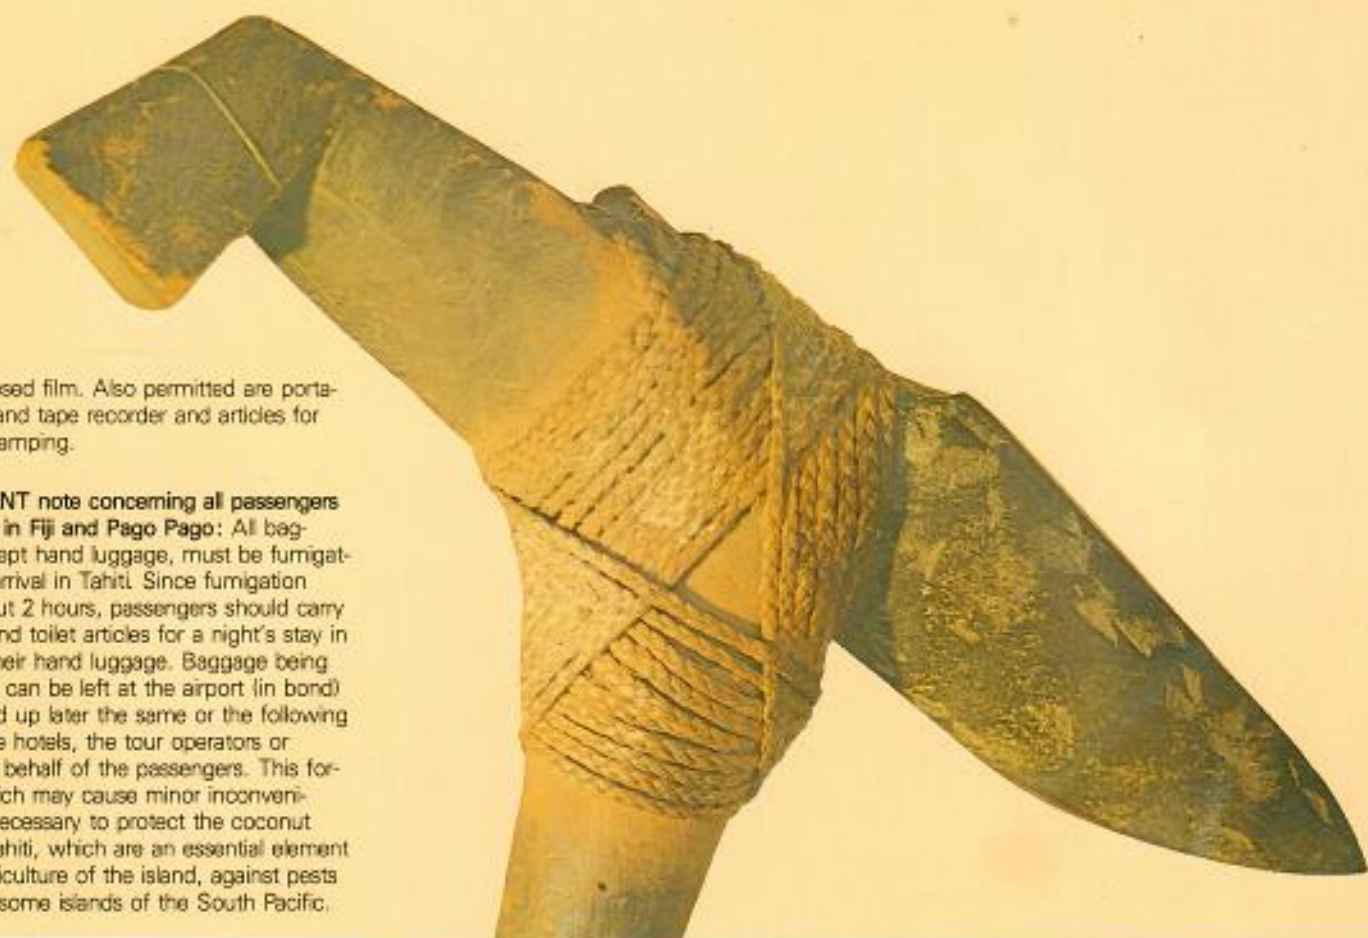 sed film. Also permitted are porta-
and tape recorder and articles for
amping.
NT note concerning all passengers
in Fiji and Pago Pago: All bag-
ept hand luggage, must be fumigat-
rrival in Tahiti. Since fumigation
ut 2 hours, passengers should carry
nd toilet articles for a night's stay in
heir hand luggage. Baggage being
can be left at the airport (in bond)
d up later the same or the following
e hotels, the tour operators or
behalf of the passengers. This for-
ich may cause minor inconveni-
ecessary to protect the coconut
ahiti, which are an essential element
iculture of the island, against pests
some islands of the South Pacific.